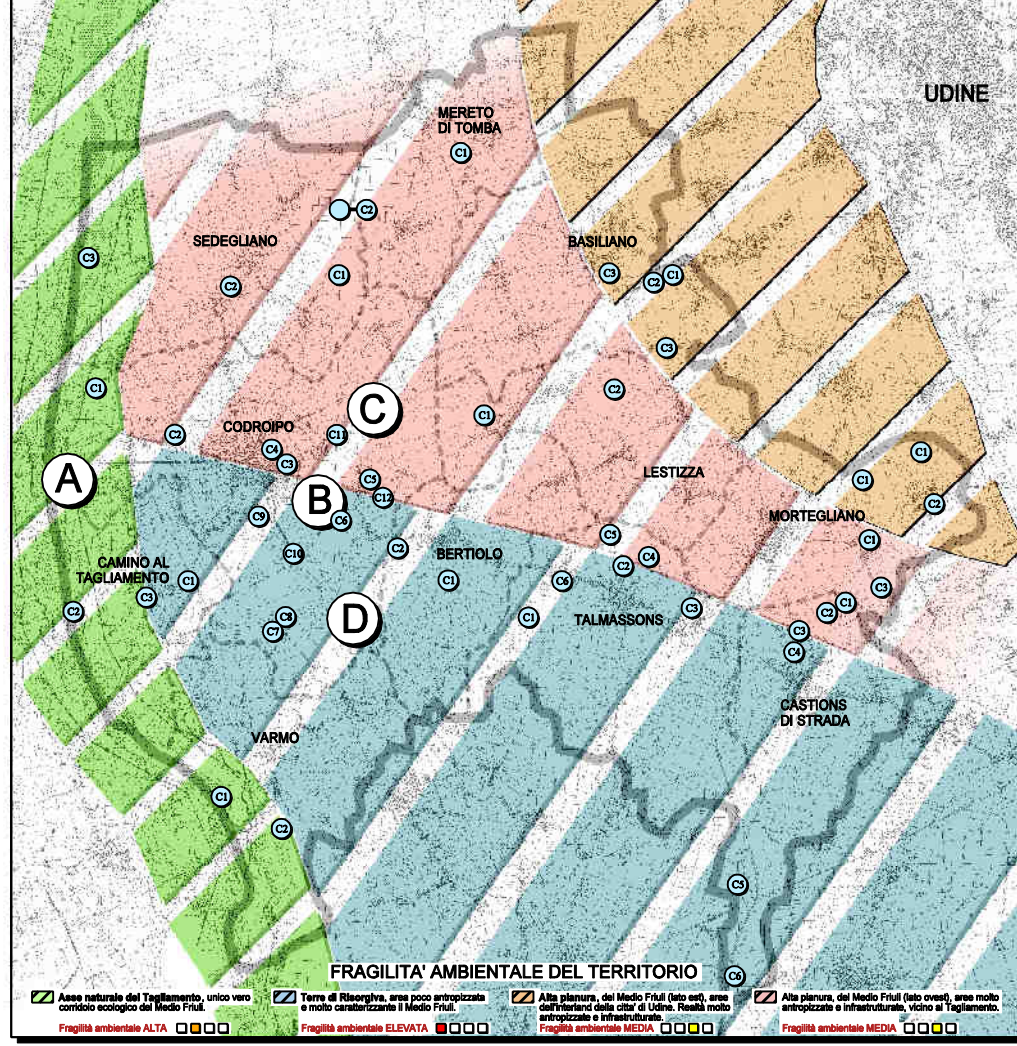 UDINE
MERETO
DI TOMBA
C1
C2
SEDEGLIANO
BASILIANO
C3
C2
C1
C3
C2
C1
C3
C1
C2
C1
C
C2
CODROIPO
C11
C4
C3
C1
LESTIZZA
C1
C1
A
C5
C12
B
C6
C2
C9
MORTEGLIANO
C5
C1
C10
C2
BERTIOLO
C4
C2
CAMINO AL
TAGLIAMENTO
C1
C3
C1
C6
C3
C2
C1
C2
C8
C7
D
C1
TALMASSONS
C3
C3
C4
CASTIONS
DI STRADA
VARMO
C1
C2
C5
C6
FRAGILITA' AMBIENTALE DEL TERRITORIO
Asse naturale del Tagliamento, unico vero
corridoio ecologico del Medio Friuli.
Fragilità ambientale ALTA
Terre di Risorgiva, area poco antropizzata
e molto caratterizzante il Medio Friuli.
Fragilità ambientale ELEVATA
Alta pianura, del Medio Friuli (lato est), aree
dell'interland della citta' di Udine. Realtà molto
antropizzate e infrastrutturate.
Fragilità ambientale MEDIA
Alta pianura, del Medio Friuli (lato ovest), aree molto
antropizzate e infrastrutturate, vicino al Tagliamento.
Fragilità ambientale MEDIA